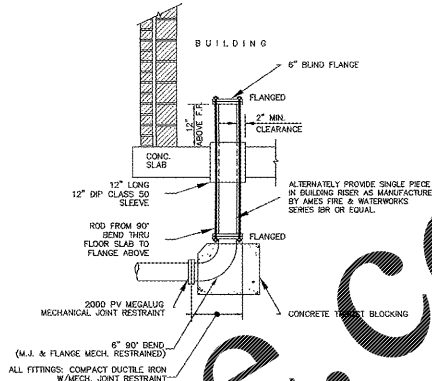 BUILDING
6" BLIND FLANGE
FLANGED
12"
ABOVE F.F.
2" MIN.
CLEARANCE
CONC.
SLAB
12" LONG
12" DIP CLASS 50
SLEEVE
ALTERNATELY PROVIDE SINGLE PIECE
IN BUILDING RISER AS MANUFACTURE
BY AMES FIRE & WATERWORKS
SERIES IBR OR EQUAL.
ROD FROM 90°
BEND THRU
FLOOR SLAB TO
FLANGE ABOVE
FLANGED
2000 PV MEGALUG
MECHANICAL JOINT RESTRAINT
CONCRETE THRUST BLOCKING
6" 90° BEND
(M.J. & FLANGE MECH. RESTRAINED)
ALL FITTINGS: COMPACT DUCTILE IRON
W/MECH. JOINT RESTRAINT